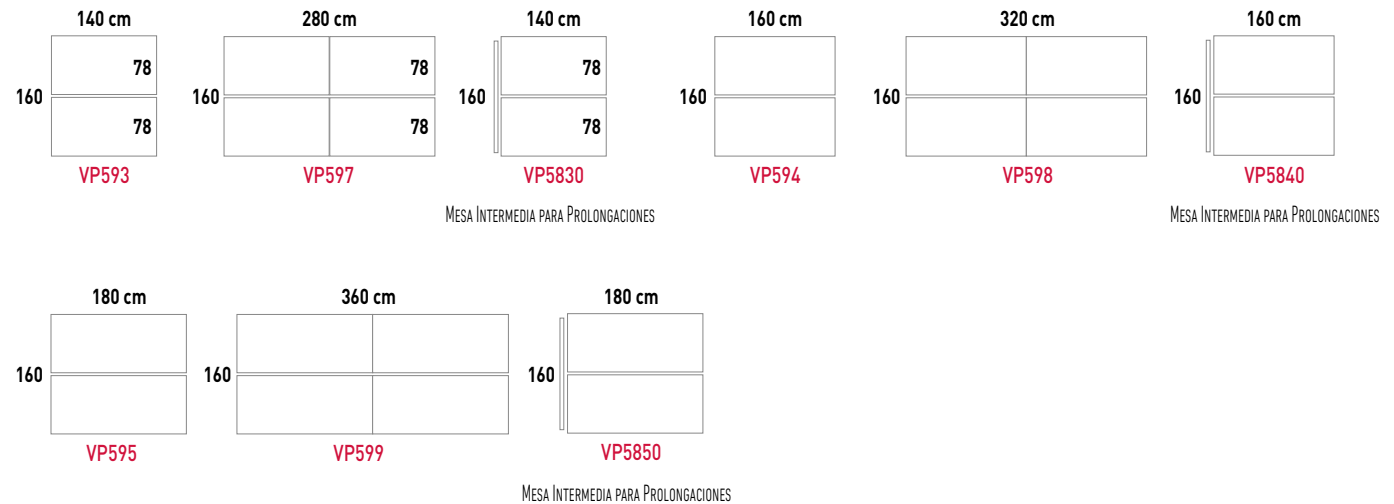 140 cm 280 cm 140 cm 160 cm 320 cm 160 cm
78 78 78
160 160 160 160 160 160
78 78 78
VP593 VP597 VP5830 VP594 VP598 VP5840
Mesa Intermedia para Prolongaciones Mesa Intermedia para Prolongaciones
180 cm 360 cm 180 cm
160 160 160
VP595 VP599 VP5850
Mesa Intermedia para Prolongaciones